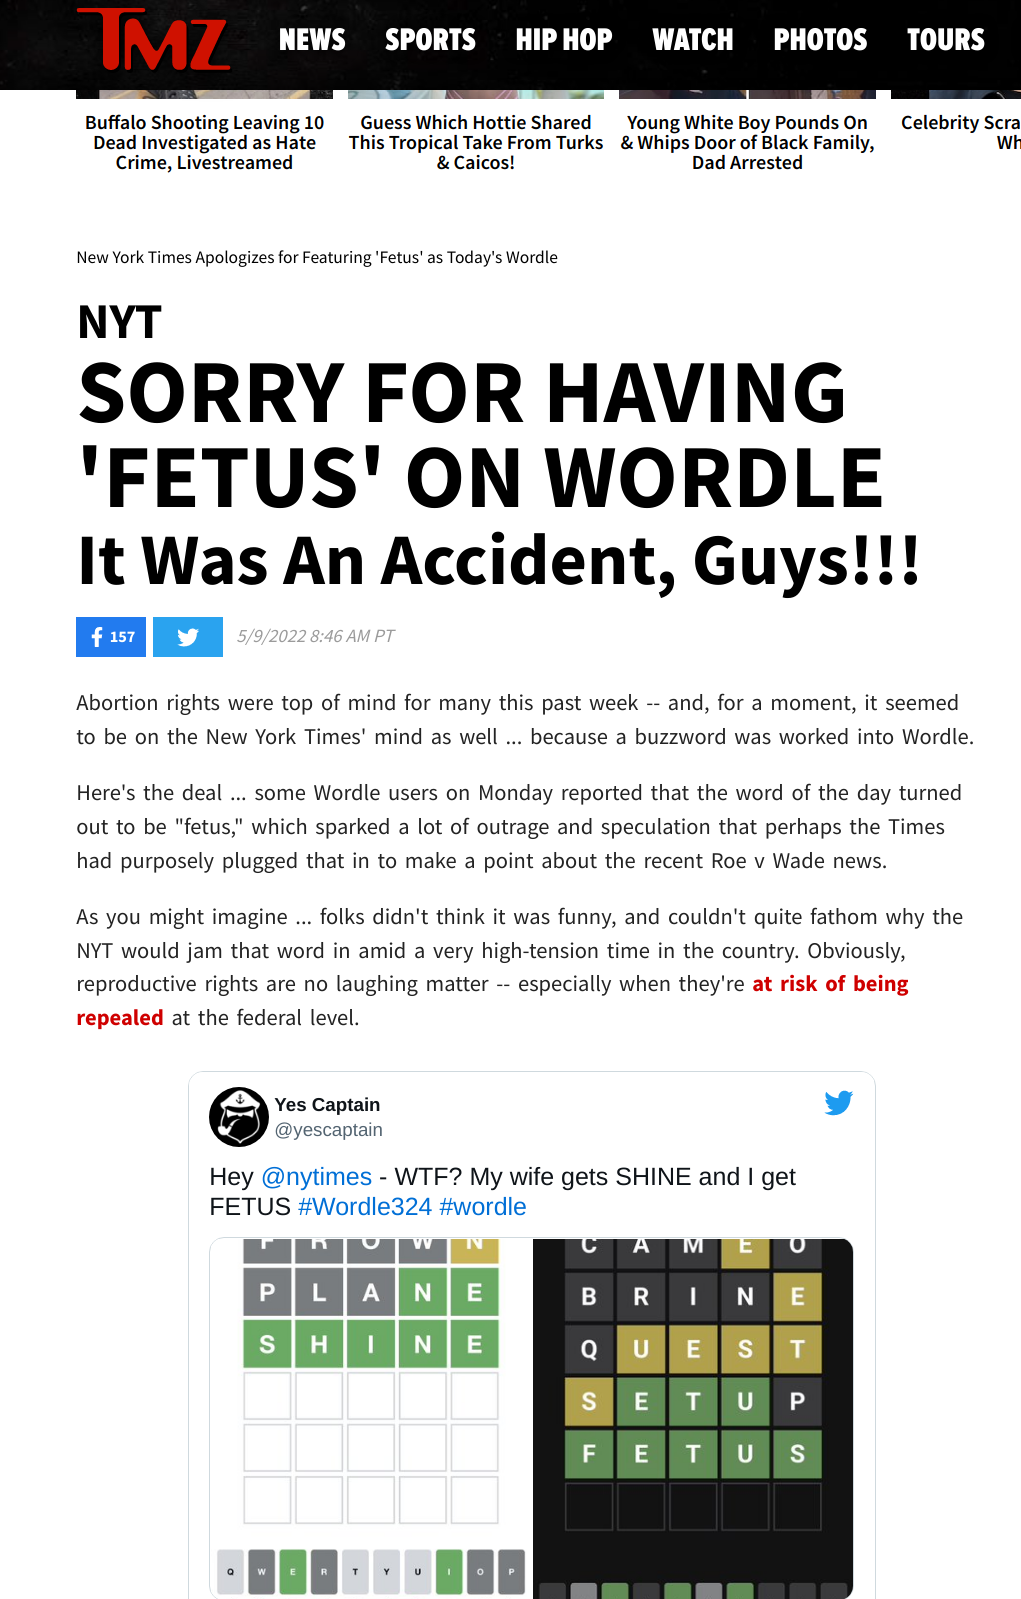 TMZ NEWS SPORTS HIP HOP WATCH PHOTOS TOURS
Buffalo Shooting Leaving 10
Dead Investigated as Hate
Crime, Livestreamed
Guess Which Hottie Shared
This Tropical Take From Turks
& Caicos!
Young White Boy Pounds On
& Whips Door of Black Family,
Dad Arrested
Celebrity Scra
Wh
New York Times Apologizes for Featuring 'Fetus' as Today's Wordle
NYT
SORRY FOR HAVING
'FETUS' ON WORDLE
It Was An Accident, Guys!!!
157
5/9/2022 8:46 AM PT
Abortion rights were top of mind for many this past week -- and, for a moment, it seemed
to be on the New York Times' mind as well ... because a buzzword was worked into Wordle.
Here's the deal ... some Wordle users on Monday reported that the word of the day turned
out to be "fetus," which sparked a lot of outrage and speculation that perhaps the Times
had purposely plugged that in to make a point about the recent Roe v Wade news.
As you might imagine ... folks didn't think it was funny, and couldn't quite fathom why the
NYT would jam that word in amid a very high-tension time in the country. Obviously,
reproductive rights are no laughing matter -- especially when they're at risk of being
repealed at the federal level.
Yes Captain
@yescaptain
Hey @nytimes - WTF? My wife gets SHINE and I get
FETUS #Wordle324 #wordle
F R O W N
P L A N E
S H I N E
Q W E R T Y U I O P
C A M E O
B R I N E
Q U E S T
S E T U P
F E T U S